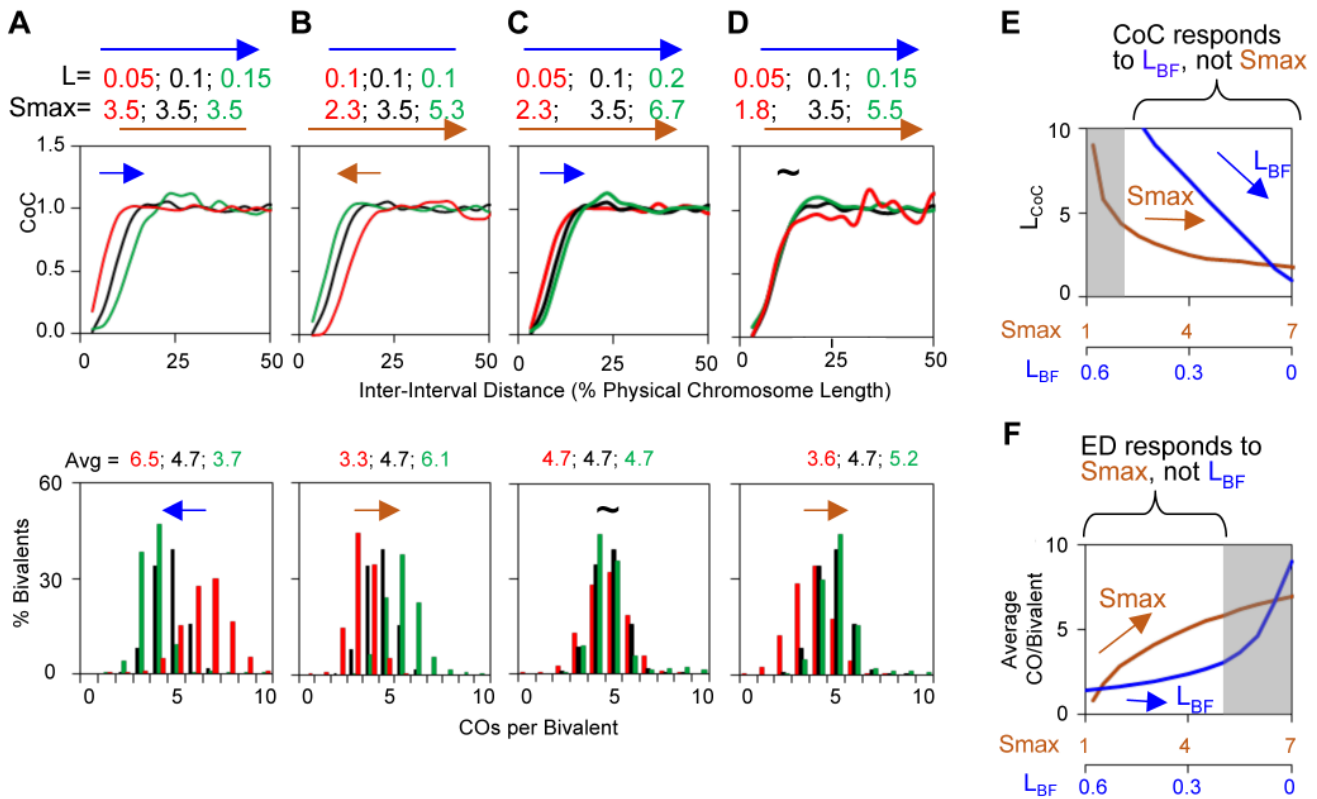 A
L= 0.05; 0.1; 0.15
Smax= 3.5; 3.5; 3.5
B
0.1;0.1; 0.1
2.3; 3.5; 5.3
C
0.05; 0.1; 0.2
2.3; 3.5; 6.7
D
0.05; 0.1; 0.15
1.8; 3.5; 5.5
CoC
1.5
1.0
0.5
0.0
0 25 50
0 25 50
0 25 50
~
0 25 50
Inter-Interval Distance (% Physical Chromosome Length)
Avg = 6.5; 4.7; 3.7
3.3; 4.7; 6.1
4.7; 4.7; 4.7
3.6; 4.7; 5.2
% Bivalents
60
30
0
0 5 10
0 5 10
~
0 5 10
0 5 10
COs per Bivalent
E
CoC responds
to LBF, not Smax
LCoC
10
5
0
Smax
LBF
Smax 1 4 7
LBF 0.6 0.3 0
F
ED responds to
Smax, not LBF
Average
CO/Bivalent
10
5
0
Smax
LBF
Smax 1 4 7
LBF 0.6 0.3 0